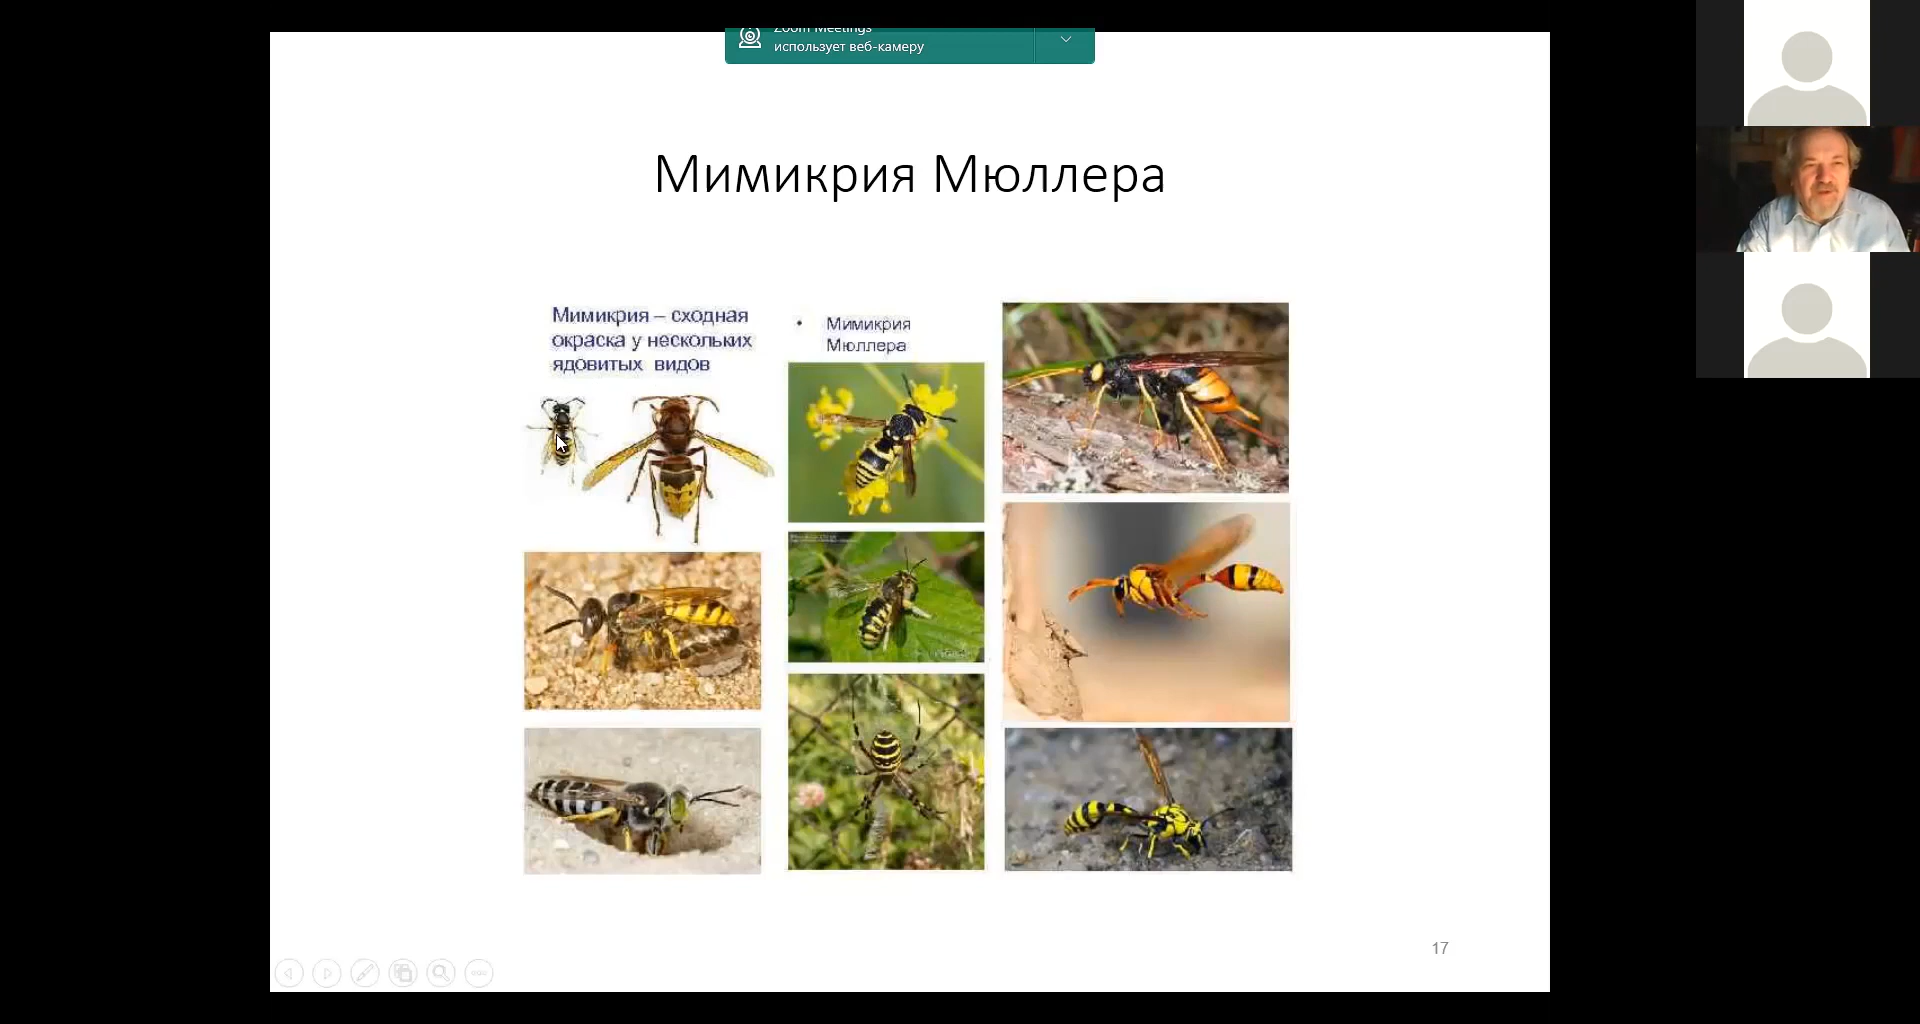 использует веб-камеру
Мимикрия Мюллера
Мимикрия – сходная
окраска у нескольких
ядовитых видов
• Мимикрия
Мюллера
17